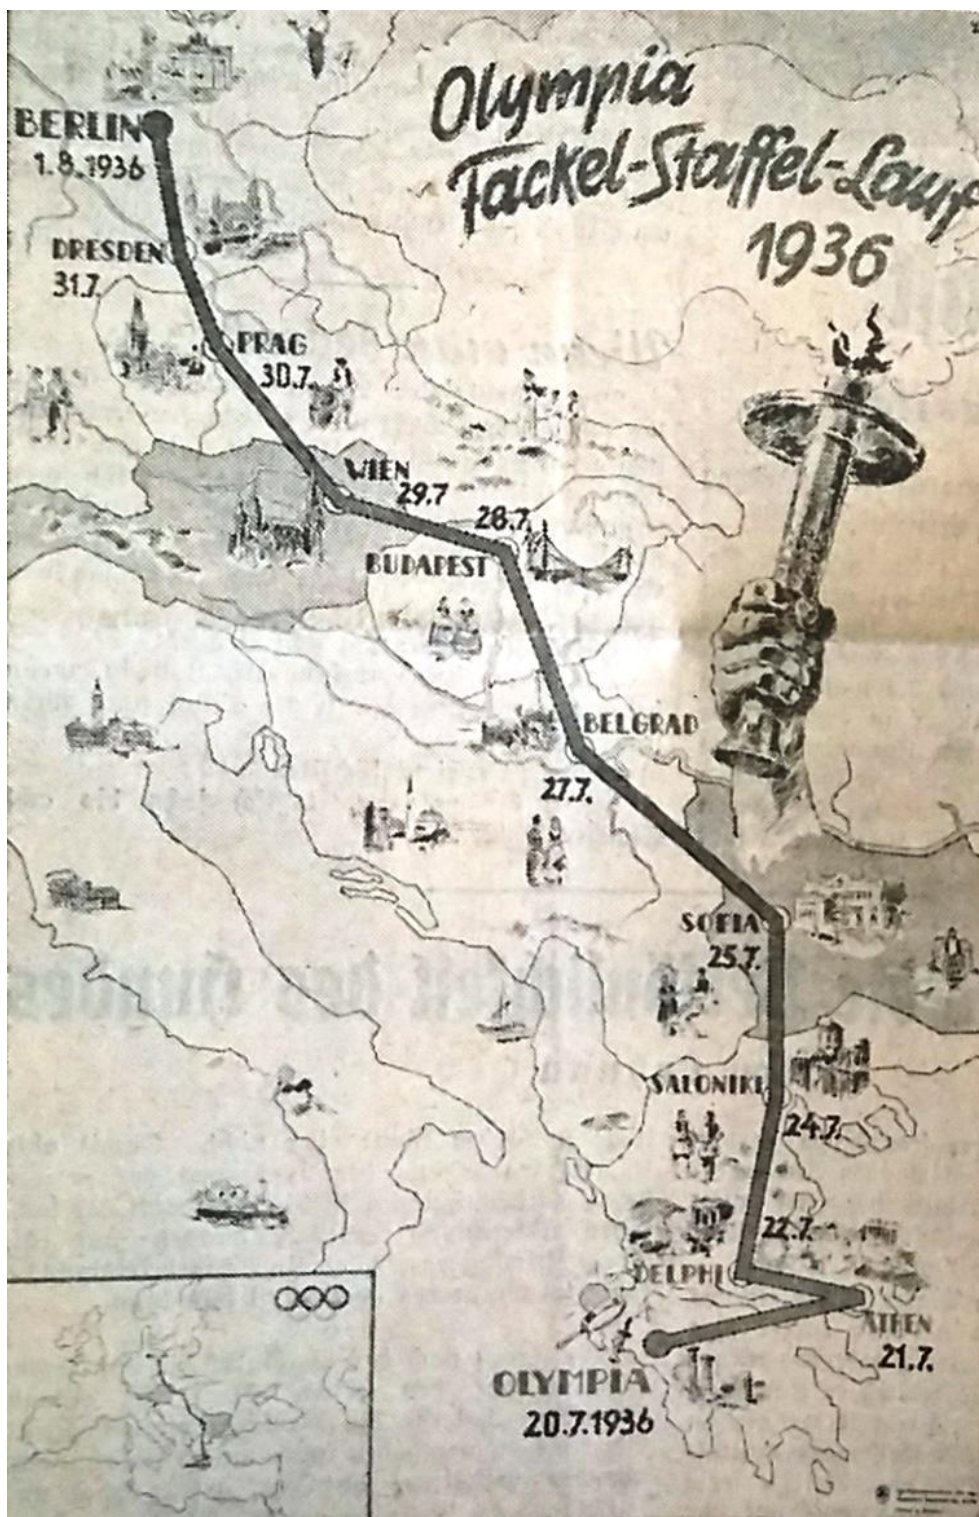 Olympia
Fackel-Staffel-Lauf
1936
BERLIN
1.8.1936
DRESDEN
31.7.
PRAG
30.7.
WIEN
29.7
28.7.
BUDAPEST
BELGRAD
27.7.
SOFIA
25.7.
SALONIKI
24.7.
22.7.
DELPHI
ATHEN
21.7.
OLYMPIA
20.7.1936